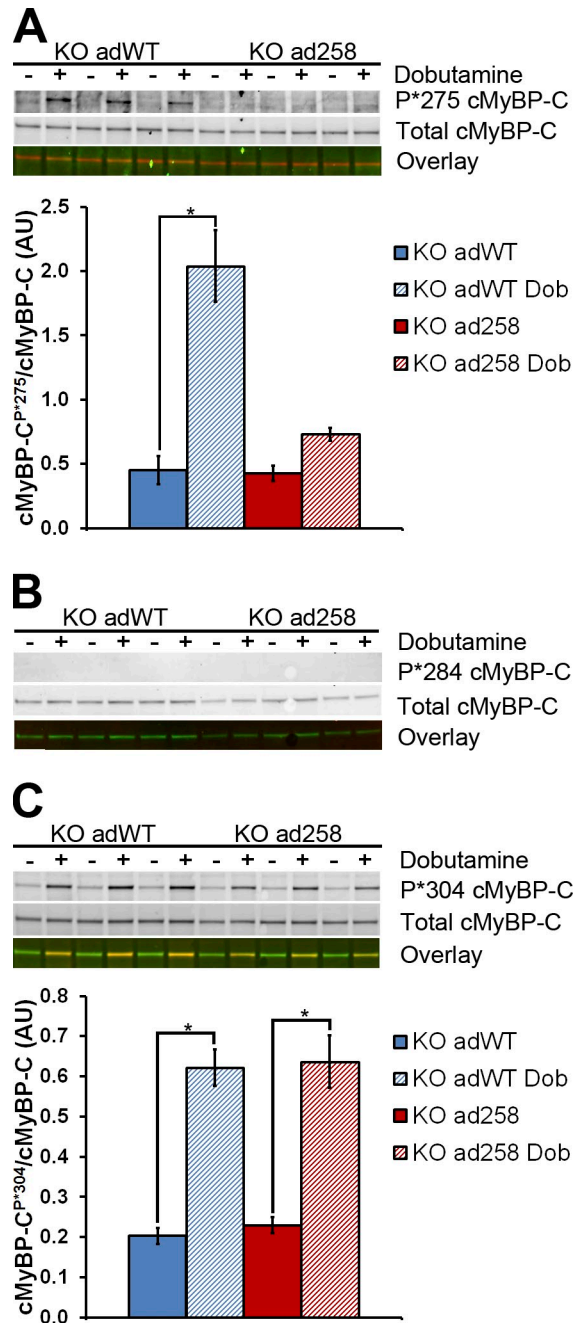 A
KO adWT KO ad258
- + - + - + - + - + - + Dobutamine
P*275 cMyBP-C
Total cMyBP-C
Overlay
cMyBP-C^P*275/cMyBP-C (AU)
2.5
2.0
1.5
1.0
0.5
0.0
*
KO adWT
KO adWT Dob
KO ad258
KO ad258 Dob
B
KO adWT KO ad258
- + - + - + - + - + - + Dobutamine
P*284 cMyBP-C
Total cMyBP-C
Overlay
C
KO adWT KO ad258
- + - + - + - + - + - + Dobutamine
P*304 cMyBP-C
Total cMyBP-C
Overlay
cMyBP-C^P*304/cMyBP-C (AU)
0.8
0.7
0.6
0.5
0.4
0.3
0.2
0.1
0.0
* *
KO adWT
KO adWT Dob
KO ad258
KO ad258 Dob